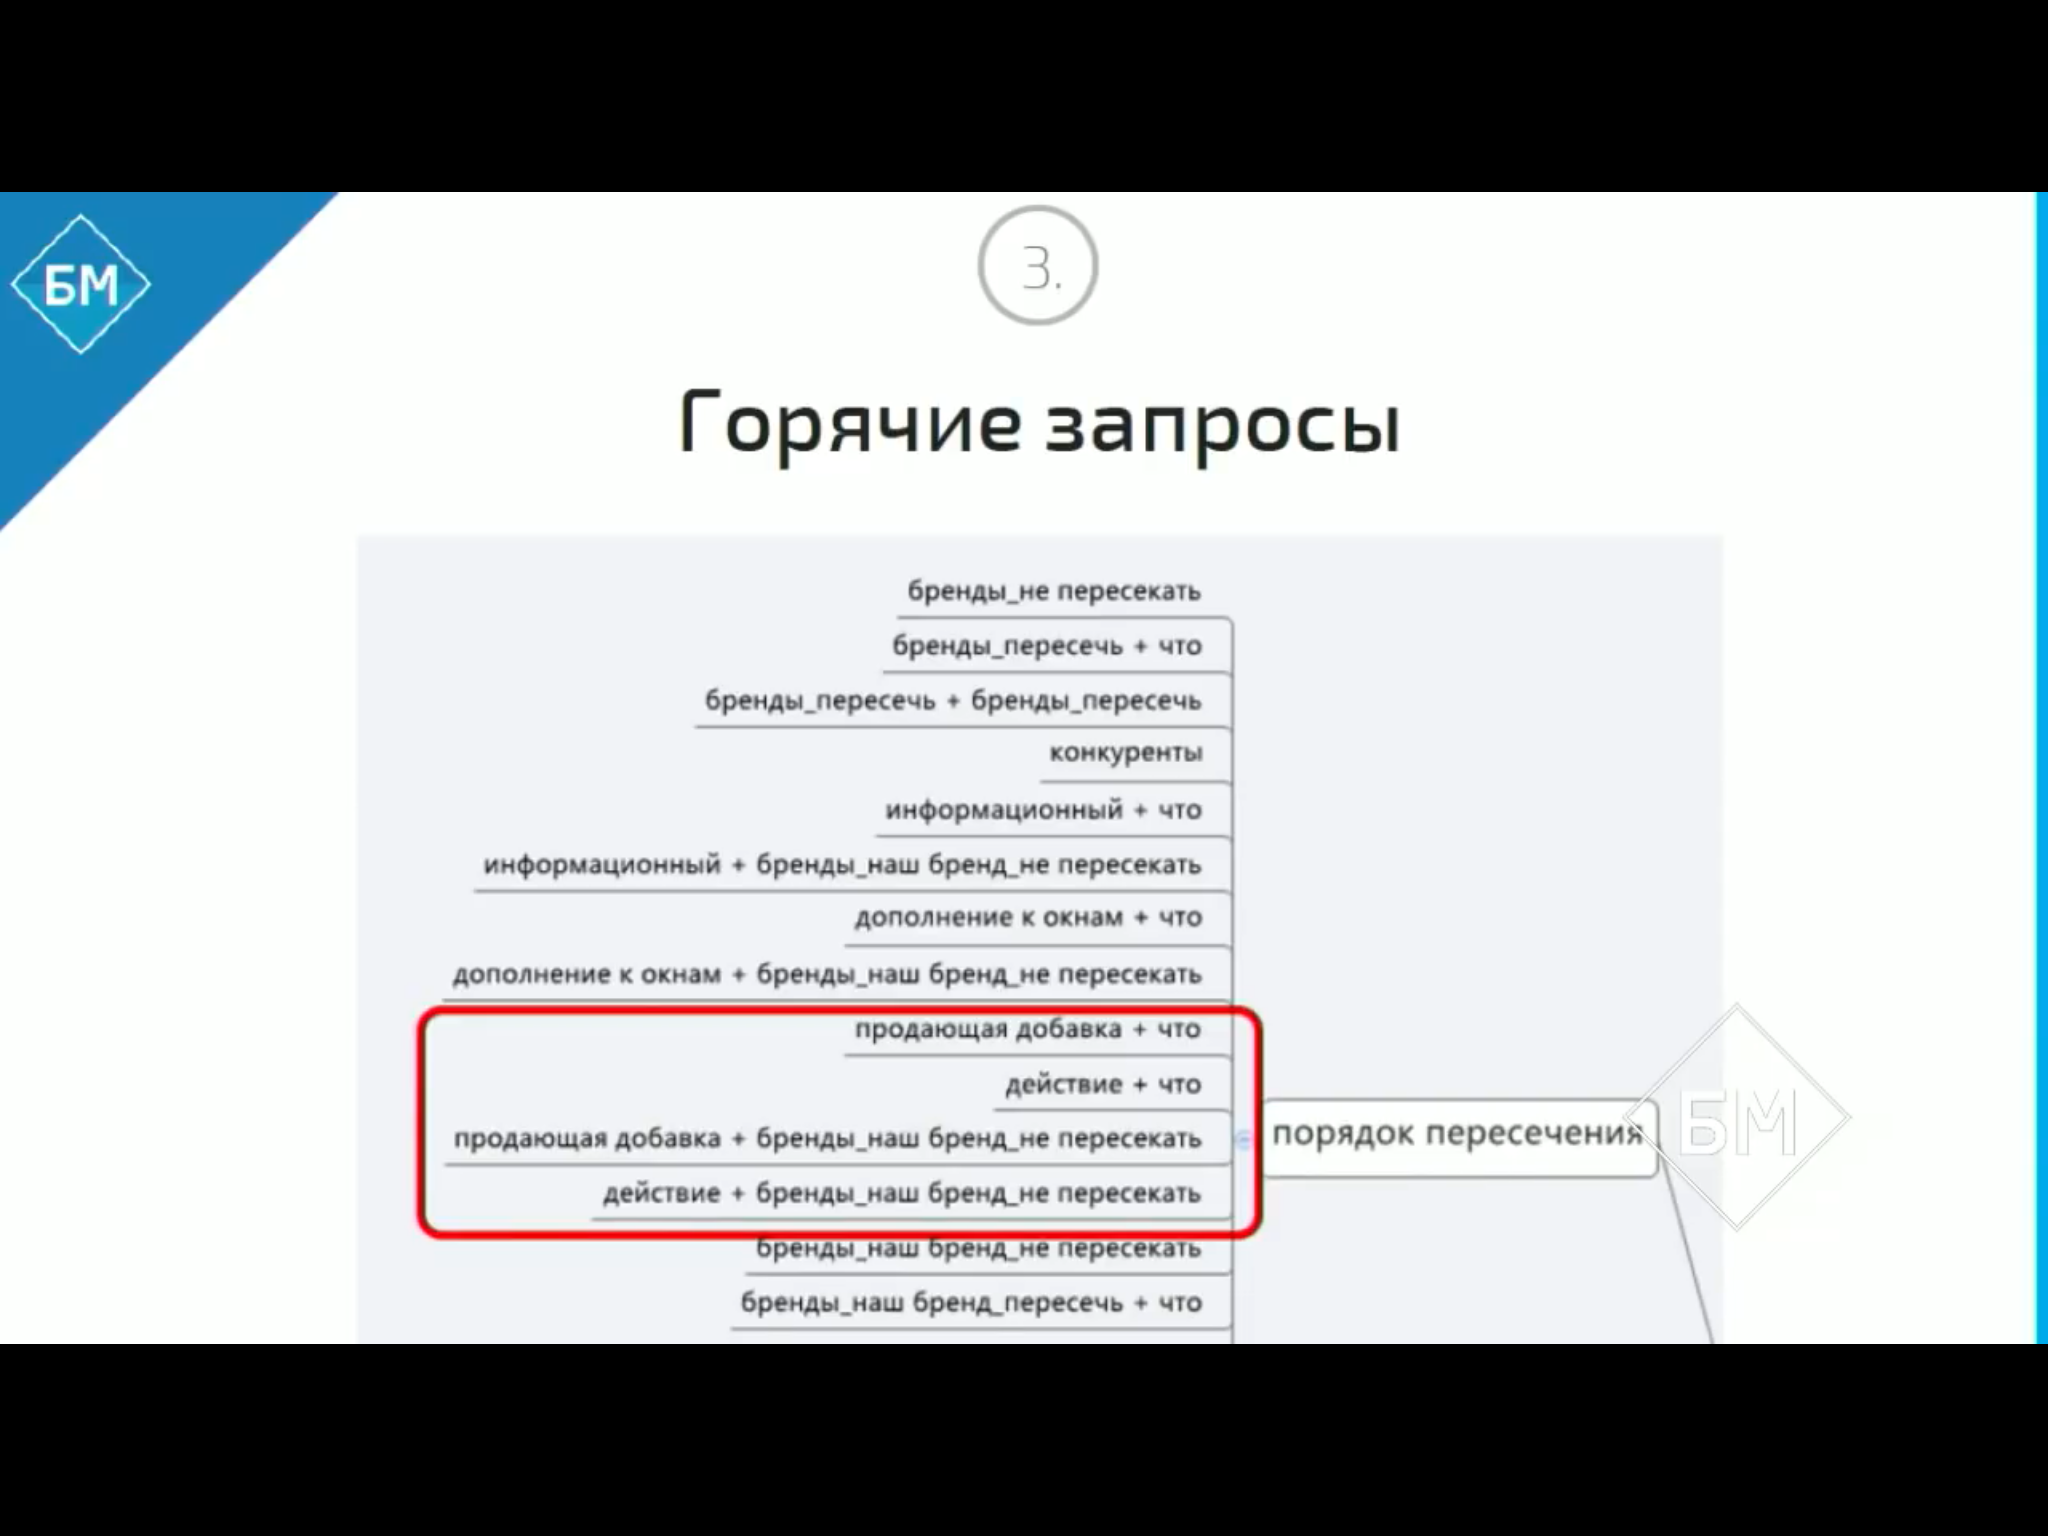 БМ
3.
Горячие запросы
бренды_не пересекать
бренды_пересечь + что
бренды_пересечь + бренды_пересечь
конкуренты
информационный + что
информационный + бренды_наш бренд_не пересекать
дополнение к окнам + что
дополнение к окнам + бренды_наш бренд_не пересекать
продающая добавка + что
действие + что
продающая добавка + бренды_наш бренд_не пересекать
действие + бренды_наш бренд_не пересекать
бренды_наш бренд_не пересекать
бренды_наш бренд_пересечь + что
порядок пересечения
БМ